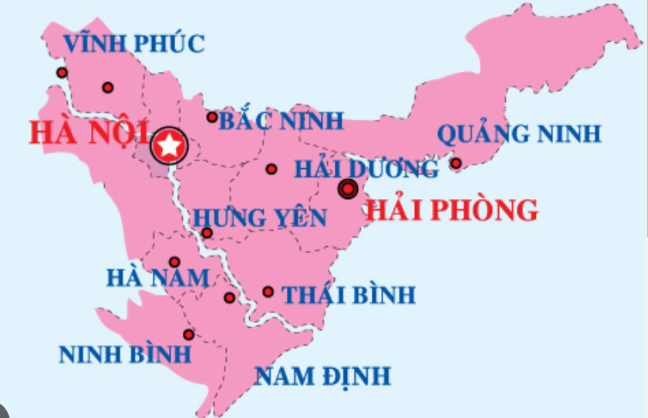 VĨNH PHÚC
BẮC NINH
HÀ NỘI
QUẢNG NINH
HẢI DƯƠNG
HẢI PHÒNG
HƯNG YÊN
HÀ NAM
THÁI BÌNH
NINH BÌNH
NAM ĐỊNH